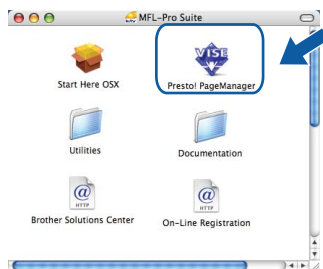 MFL-Pro Suite
VISE
Start Here OSX
Presto! PageManager
Utilities
Documentation
@
HTTP
@
HTTP
Brother Solutions Center
On-Line Registration